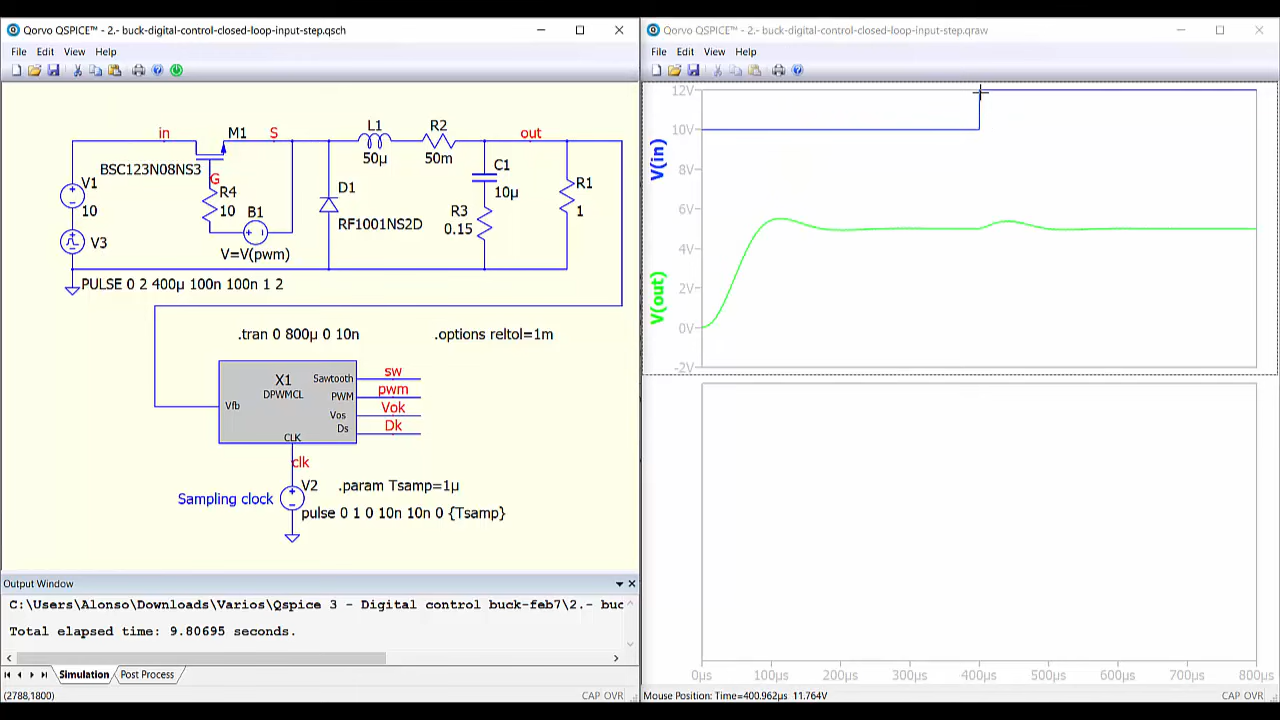 Qorvo QSPICE™ - 2.- buck-digital-control-closed-loop-input-step.qsch
File Edit View Help
in
M1
S
L1
R2
out
BSC123N08NS3
50µ
50m
C1
V1
G
R4
D1
10µ
R1
10
10
B1
RF1001NS2D
R3
1
0.15
V3
V=V(pwm)
PULSE 0 2 400µ 100n 100n 1 2
.tran 0 800µ 0 10n
.options reltol=1m
X1
DPWMCL
Sawtooth
sw
PWM
pwm
Vfb
Vos
Vok
Ds
Dk
CLK
clk
V2
.param Tsamp=1µ
Sampling clock
pulse 0 1 0 10n 10n 0 {Tsamp}
Output Window
C:\Users\Alonso\Downloads\Varios\Qspice 3 - Digital control buck-feb7\2.- buc
Total elapsed time: 9.80695 seconds.
Simulation Post Process
(2788,1800)
CAP OVR
Qorvo QSPICE™ - 2.- buck-digital-control-closed-loop-input-step.qraw
File Edit View Help
12V
10V
8V
6V
4V
2V
0V
-2V
V(in)
V(out)
0µs 100µs 200µs 300µs 400µs 500µs 600µs 700µs 800µs
Mouse Position: Time=400.962µs 11.764V
CAP OVR